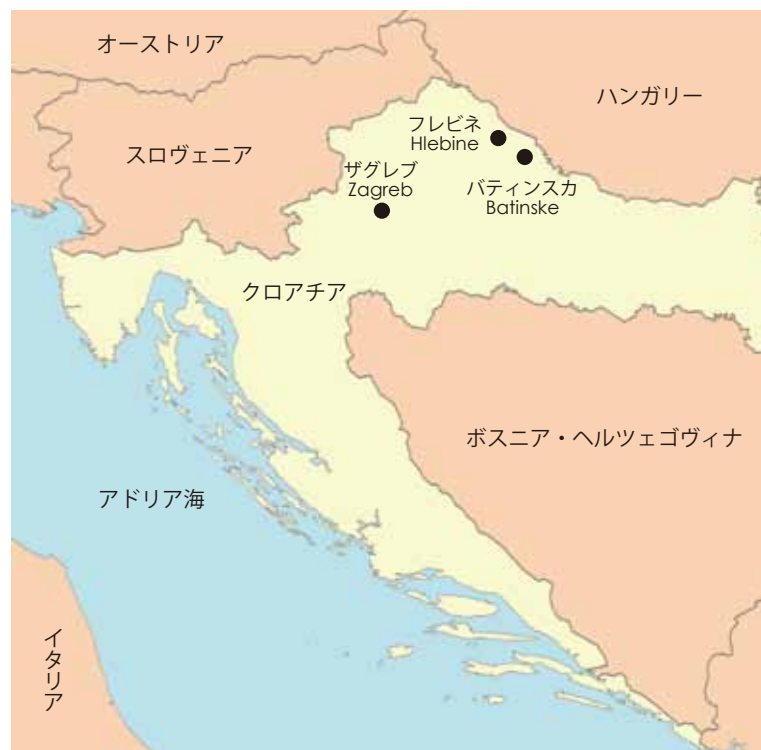 オーストリア
ハンガリー
フレビネ
Hlebine
スロヴェニア
ザグレブ
Zagreb
バティンスカ
Batinske
クロアチア
ボスニア・ヘルツェゴヴィナ
アドリア海
イタリア